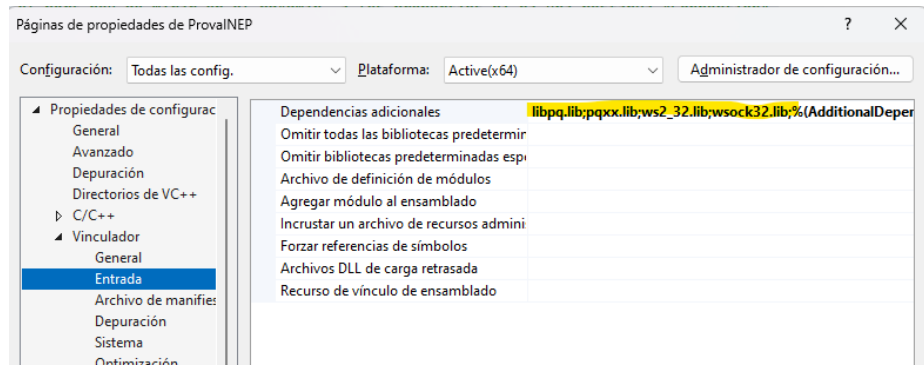 Páginas de propiedades de ProvaINEP
? X
Configuración: Todas las config. Plataforma: Active(x64) Administrador de configuración...
Propiedades de configurac
General
Avanzado
Depuración
Directorios de VC++
C/C++
Vinculador
General
Entrada
Archivo de manifies
Depuración
Sistema
Optimización
Dependencias adicionales libpq.lib;pqxx.lib;ws2_32.lib;wsock32.lib;%(AdditionalDeper
Omitir todas las bibliotecas predetermin
Omitir bibliotecas predeterminadas espe
Archivo de definición de módulos
Agregar módulo al ensamblado
Incrustar un archivo de recursos admini
Forzar referencias de símbolos
Archivos DLL de carga retrasada
Recurso de vínculo de ensamblado